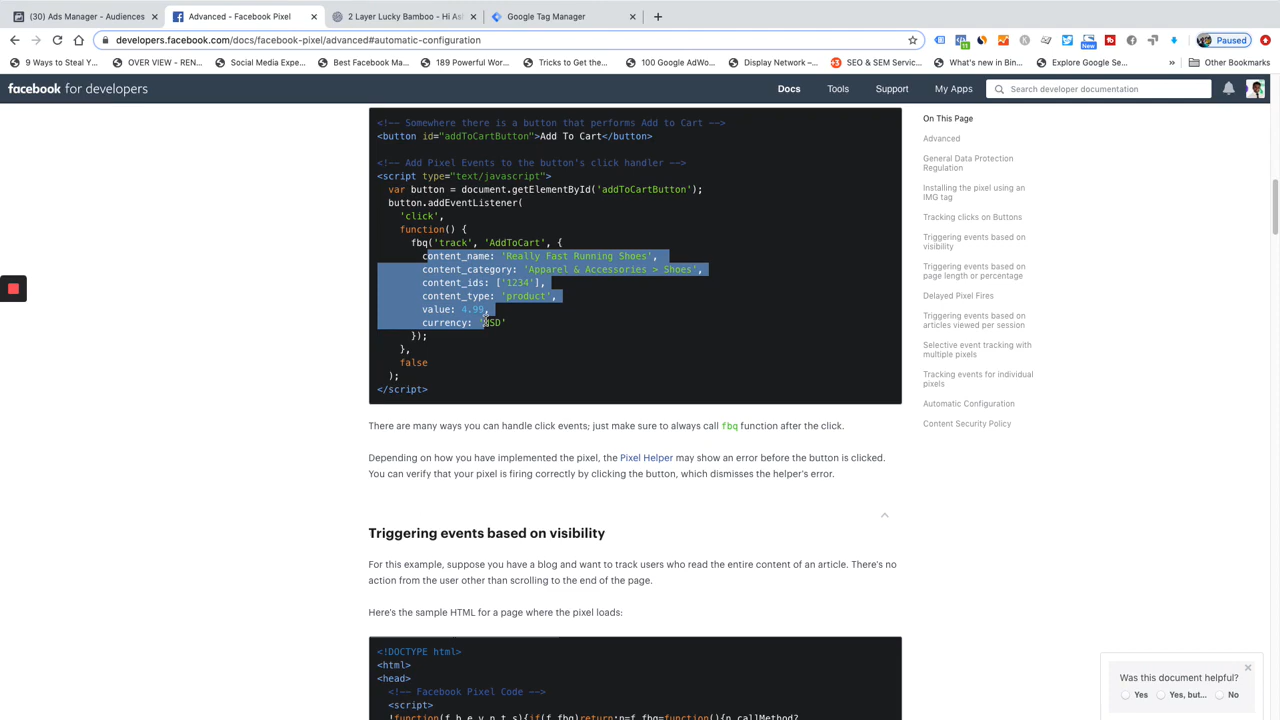 (30) Ads Manager - Audiences
Advanced - Facebook Pixel
2 Layer Lucky Bamboo - Hi Asl
Google Tag Manager
developers.facebook.com/docs/facebook-pixel/advanced#automatic-configuration
11
New
Paused
9 Ways to Steal Y...
OVER VIEW - REN...
Social Media Expe...
Best Facebook Ma...
189 Powerful Wor...
Tricks to Get the...
100 Google AdWo...
Display Network –...
SEO & SEM Servic...
What's new in Bin...
Explore Google Se...
»
Other Bookmarks
facebook for developers
Docs
Tools
Support
My Apps
Search developer documentation
<!-- Somewhere there is a button that performs Add to Cart -->
<button id="addToCartButton">Add To Cart</button>
<!-- Add Pixel Events to the button's click handler -->
<script type="text/javascript">
var button = document.getElementById('addToCartButton');
button.addEventListener(
'click',
function() {
fbq('track', 'AddToCart', {
content_name: 'Really Fast Running Shoes',
content_category: 'Apparel & Accessories > Shoes',
content_ids: ['1234'],
content_type: 'product',
value: 4.99,
currency: 'USD'
});
},
false
);
</script>
There are many ways you can handle click events; just make sure to always call fbq function after the click.
Depending on how you have implemented the pixel, the Pixel Helper may show an error before the button is clicked.
You can verify that your pixel is firing correctly by clicking the button, which dismisses the helper's error.
Triggering events based on visibility
For this example, suppose you have a blog and want to track users who read the entire content of an article. There's no
action from the user other than scrolling to the end of the page.
Here's the sample HTML for a page where the pixel loads:
<!DOCTYPE html>
<html>
<head>
<!-- Facebook Pixel Code -->
<script>
!function(f,b,e,v,n,t,s){if(f.fbq)return;n=f.fbq=function(){n.callMethod?
On This Page
Advanced
General Data Protection
Regulation
Installing the pixel using an
IMG tag
Tracking clicks on Buttons
Triggering events based on
visibility
Triggering events based on
page length or percentage
Delayed Pixel Fires
Triggering events based on
articles viewed per session
Selective event tracking with
multiple pixels
Tracking events for individual
pixels
Automatic Configuration
Content Security Policy
Was this document helpful?
Yes
Yes, but...
No